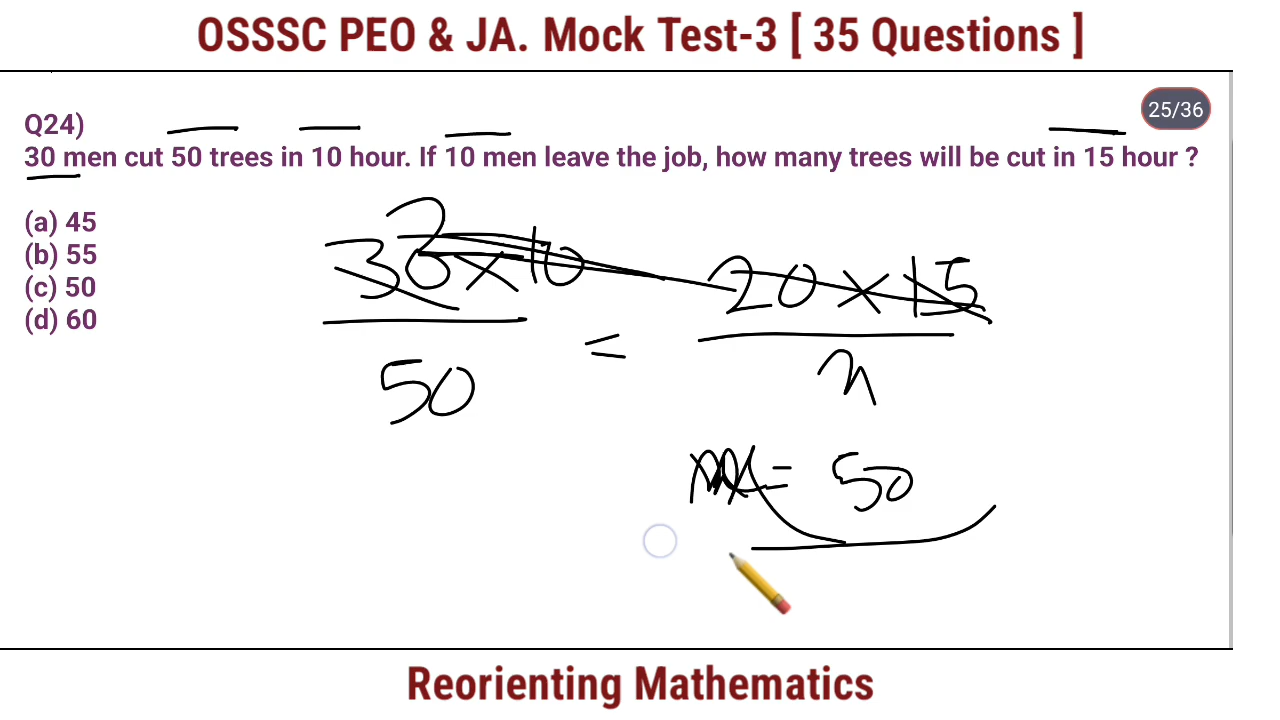 OSSSC PEO & JA. Mock Test-3 [ 35 Questions ]
25/36
Q24)
30 men cut 50 trees in 10 hour. If 10 men leave the job, how many trees will be cut in 15 hour ?
(a) 45
(b) 55
(c) 50
(d) 60
30 x 10
20 x 15
50
=
x
= 50
Reorienting Mathematics